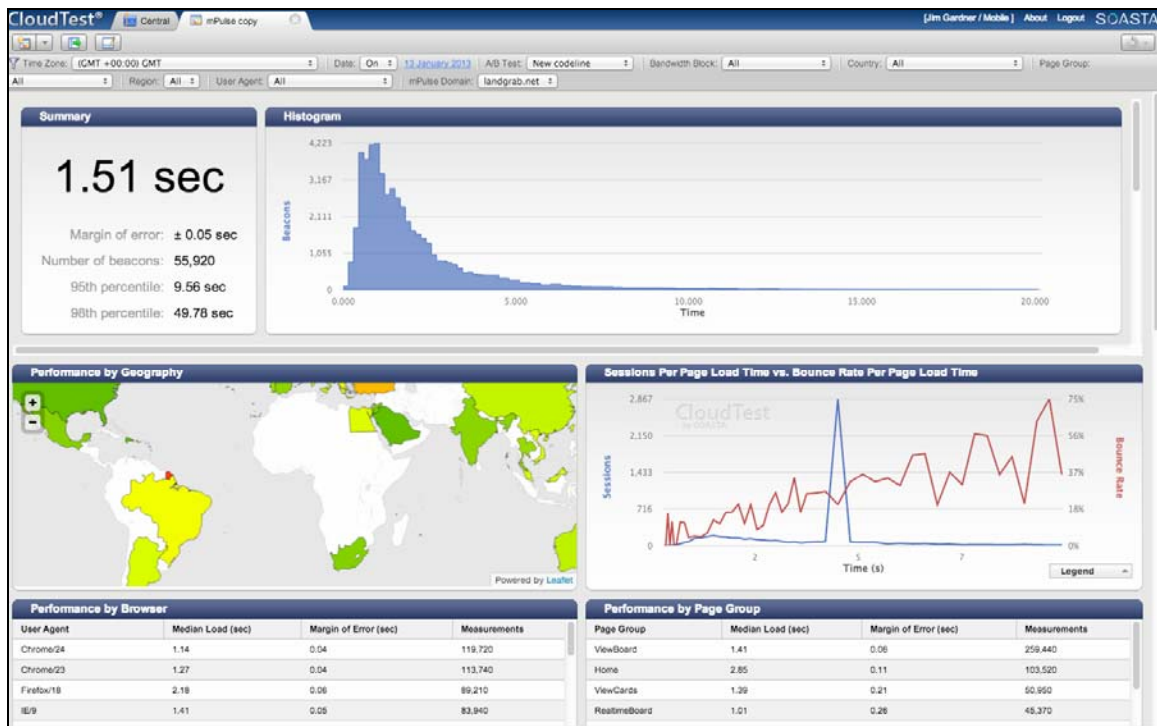 CloudTest® Central mPulse copy [Jim Gardner / Mobile] About Logout SOASTA
Time Zone: (GMT +00:00) GMT Date: On 13 January 2013 A/B Test: New codeline Bandwidth Block: All Country: All Page Group:
All Region: All User Agent: All mPulse Domain: landgrab.net
Summary
1.51 sec
Margin of error: ± 0.05 sec
Number of beacons: 55,920
95th percentile: 9.56 sec
98th percentile: 49.78 sec
Histogram
4,223
3,167
2,111
1,055
0
Beacons
0.000 5.000 10.000 15.000 20.000
Time
Performance by Geography
+
−
Powered by Leaflet
Sessions Per Page Load Time vs. Bounce Rate Per Page Load Time
CloudTest
by SOASTA
2,867 75%
2,150 56%
1,433 37%
716 18%
0 0%
Sessions
Bounce Rate
2 5 7
Time (s)
Legend
Performance by Browser
User Agent Median Load (sec) Margin of Error (sec) Measurements
Chrome/24 1.14 0.04 119,720
Chrome/23 1.27 0.04 113,740
Firefox/18 2.18 0.06 89,210
IE/9 1.41 0.05 83,940
Performance by Page Group
Page Group Median Load (sec) Margin of Error (sec) Measurements
ViewBoard 1.41 0.06 259,440
Home 2.85 0.11 103,520
ViewCards 1.39 0.21 50,950
RealtimeBoard 1.01 0.26 45,370